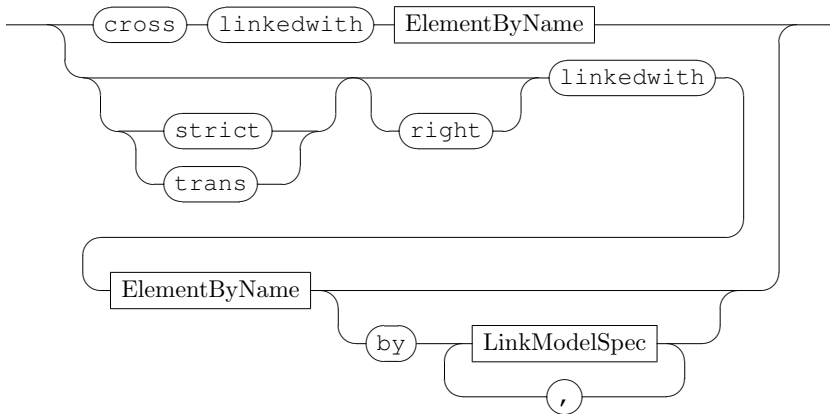 cross linkedwith ElementByName
linkedwith
strict right
trans
ElementByName
by LinkModelSpec
,